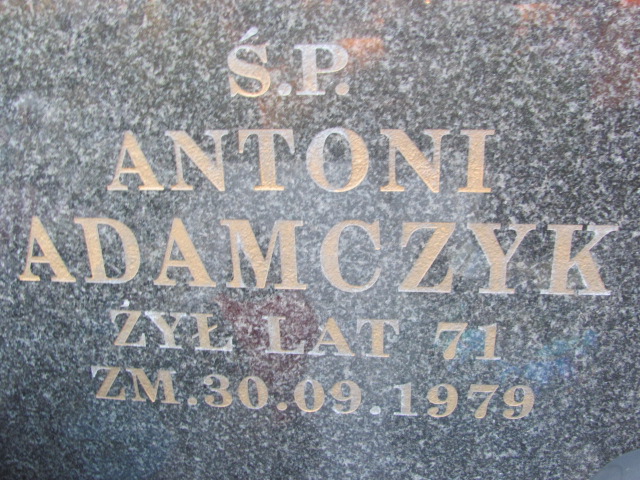 Ś.P.
ANTONI
ADAMCZYK
ŻYŁ LAT 71
ZM.30.09.1979